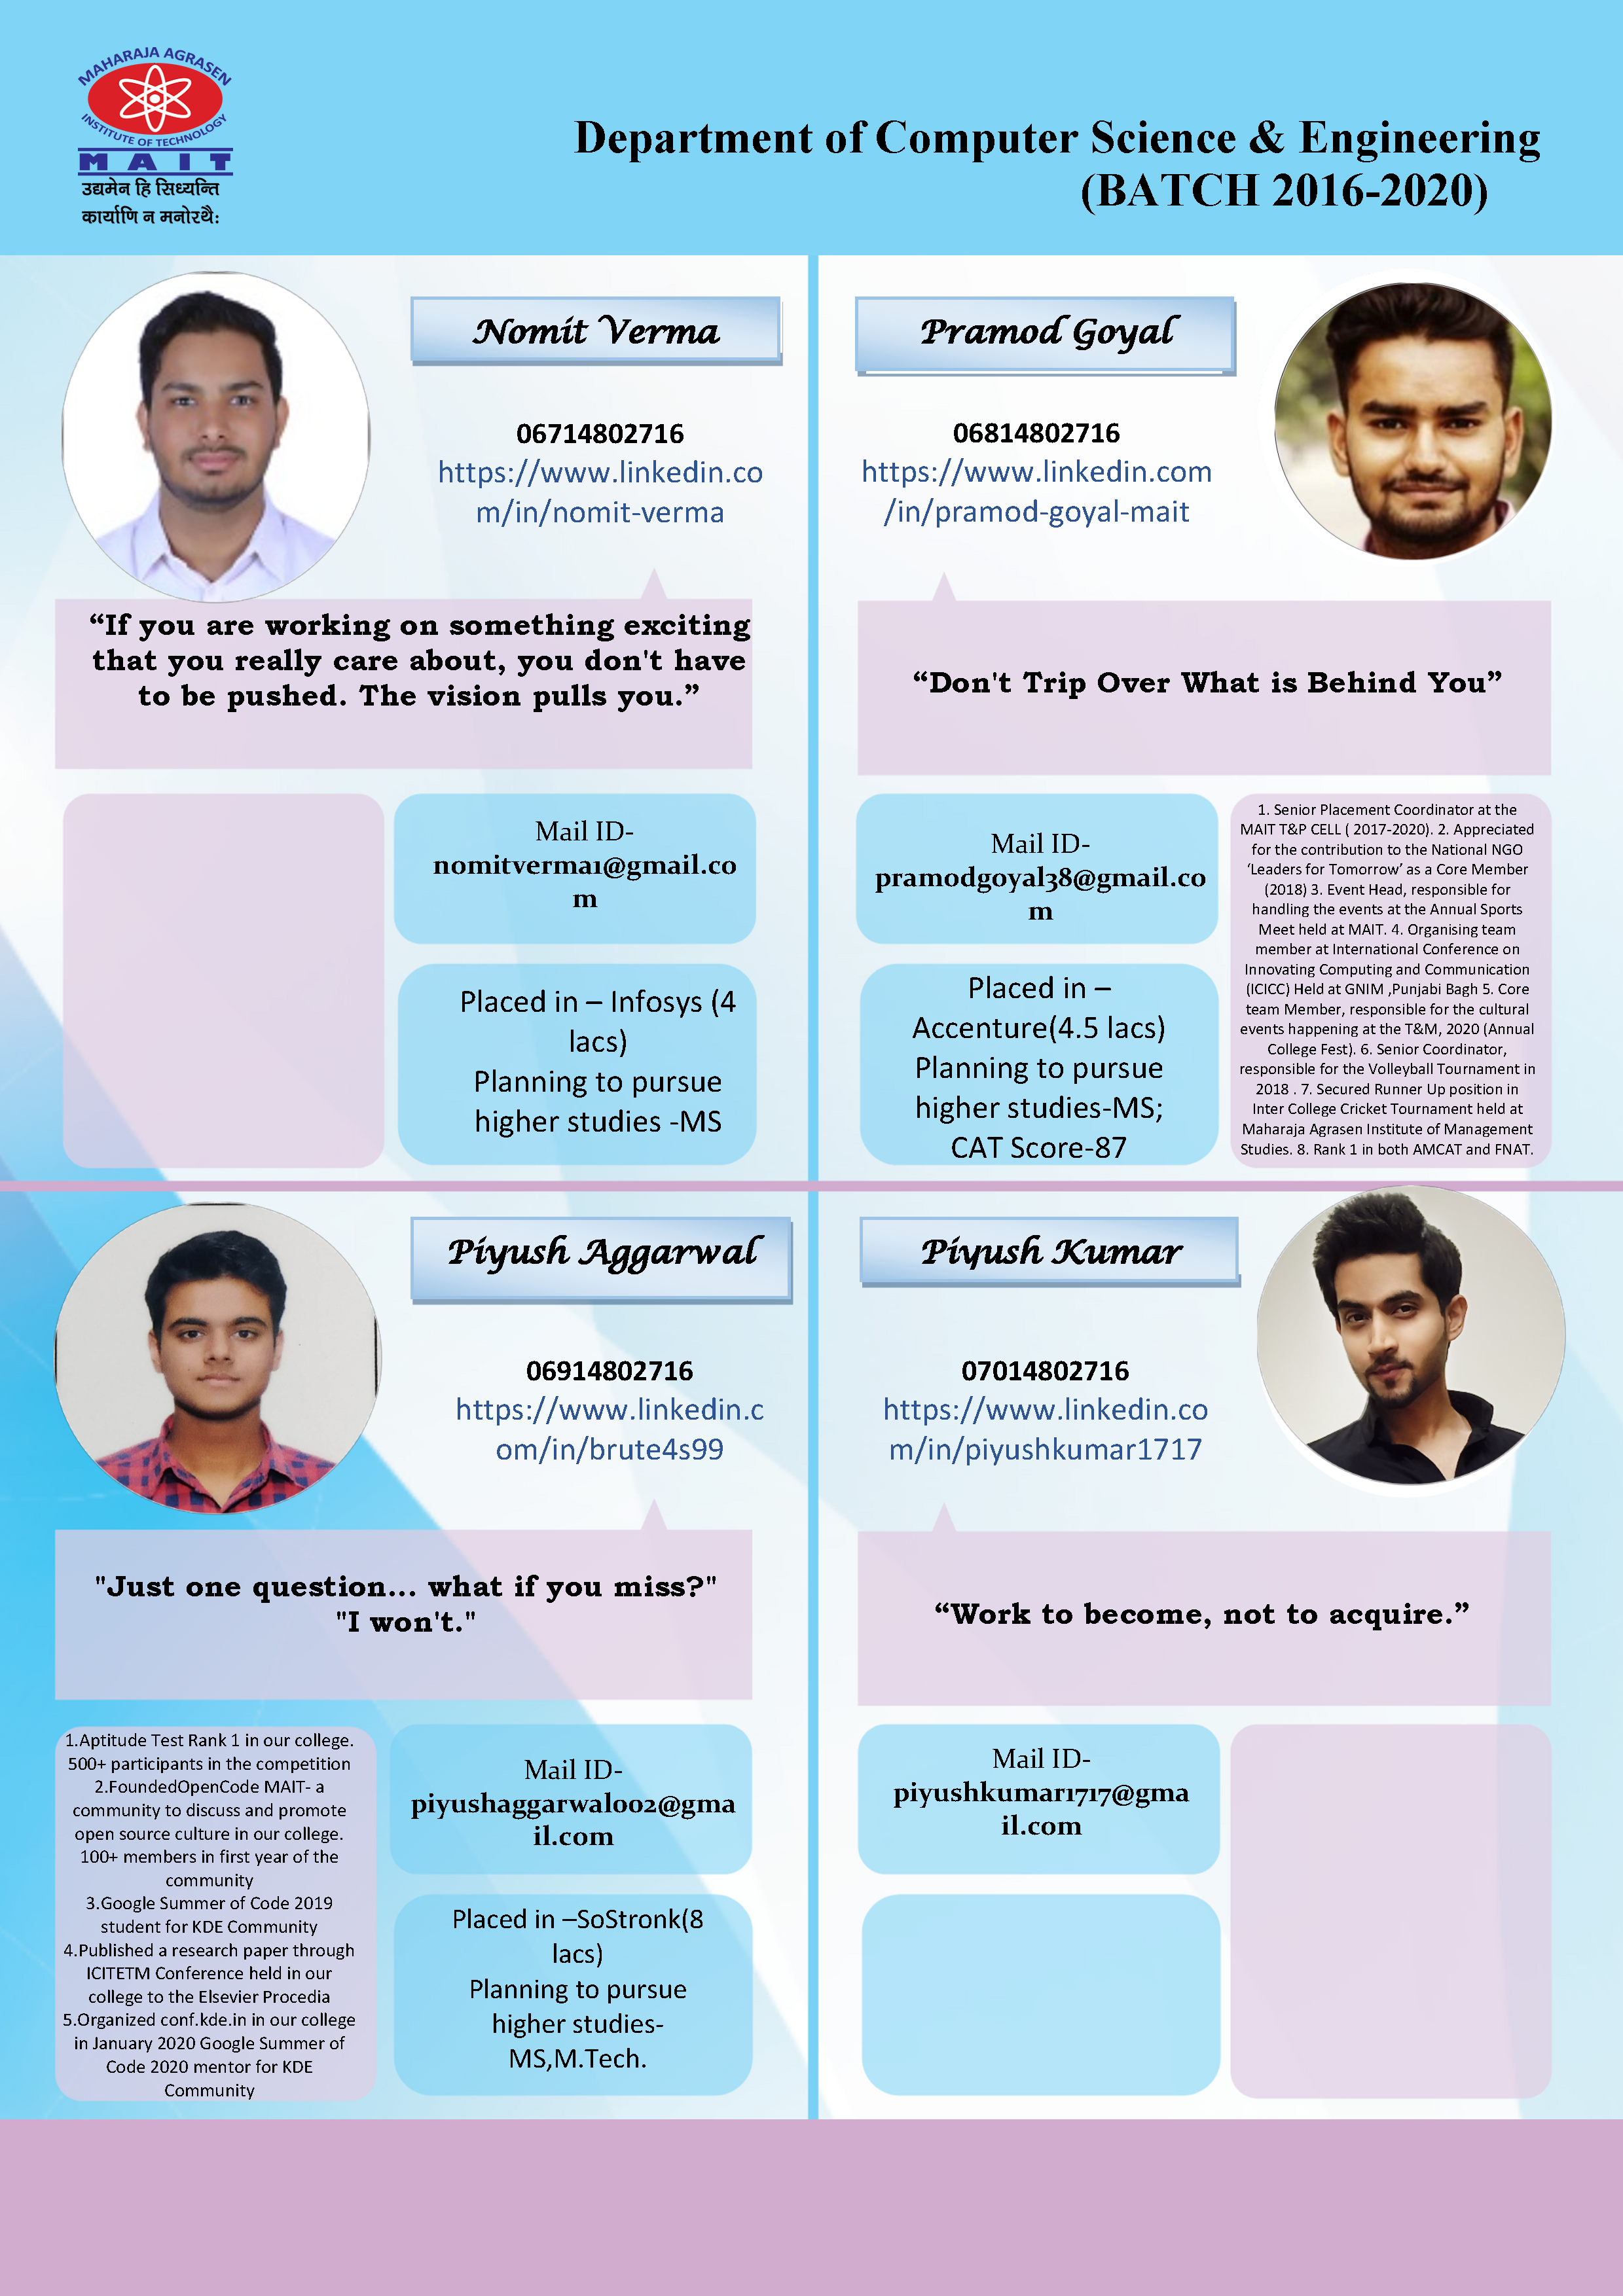 MAHARAJA AGRASEN
INSTITUTE OF TECHNOLOGY
MAIT
उद्यमेन हि सिध्यन्ति
कार्याणि न मनोरथैः
Department of Computer Science & Engineering
(BATCH 2016-2020)
Nomit Verma
06714802716
https://www.linkedin.co
m/in/nomit-verma
“If you are working on something exciting
that you really care about, you don't have
to be pushed. The vision pulls you.”
Mail ID-
nomitverma1@gmail.co
m
Placed in – Infosys (4
lacs)
Planning to pursue
higher studies -MS
Pramod Goyal
06814802716
https://www.linkedin.com
/in/pramod-goyal-mait
“Don't Trip Over What is Behind You”
Mail ID-
pramodgoyal38@gmail.co
m
Placed in –
Accenture(4.5 lacs)
Planning to pursue
higher studies-MS;
CAT Score-87
1. Senior Placement Coordinator at the
MAIT T&P CELL ( 2017-2020). 2. Appreciated
for the contribution to the National NGO
‘Leaders for Tomorrow’ as a Core Member
(2018) 3. Event Head, responsible for
handling the events at the Annual Sports
Meet held at MAIT. 4. Organising team
member at International Conference on
Innovating Computing and Communication
(ICICC) Held at GNIM ,Punjabi Bagh 5. Core
team Member, responsible for the cultural
events happening at the T&M, 2020 (Annual
College Fest). 6. Senior Coordinator,
responsible for the Volleyball Tournament in
2018 . 7. Secured Runner Up position in
Inter College Cricket Tournament held at
Maharaja Agrasen Institute of Management
Studies. 8. Rank 1 in both AMCAT and FNAT.
Piyush Aggarwal
06914802716
https://www.linkedin.c
om/in/brute4s99
"Just one question... what if you miss?"
"I won't."
1.Aptitude Test Rank 1 in our college.
500+ participants in the competition
2.FoundedOpenCode MAIT- a
community to discuss and promote
open source culture in our college.
100+ members in first year of the
community
3.Google Summer of Code 2019
student for KDE Community
4.Published a research paper through
ICITETM Conference held in our
college to the Elsevier Procedia
5.Organized conf.kde.in in our college
in January 2020 Google Summer of
Code 2020 mentor for KDE
Community
Mail ID-
piyushaggarwal002@gma
il.com
Placed in –SoStronk(8
lacs)
Planning to pursue
higher studies-
MS,M.Tech.
Piyush Kumar
07014802716
https://www.linkedin.co
m/in/piyushkumar1717
“Work to become, not to acquire.”
Mail ID-
piyushkumar1717@gma
il.com